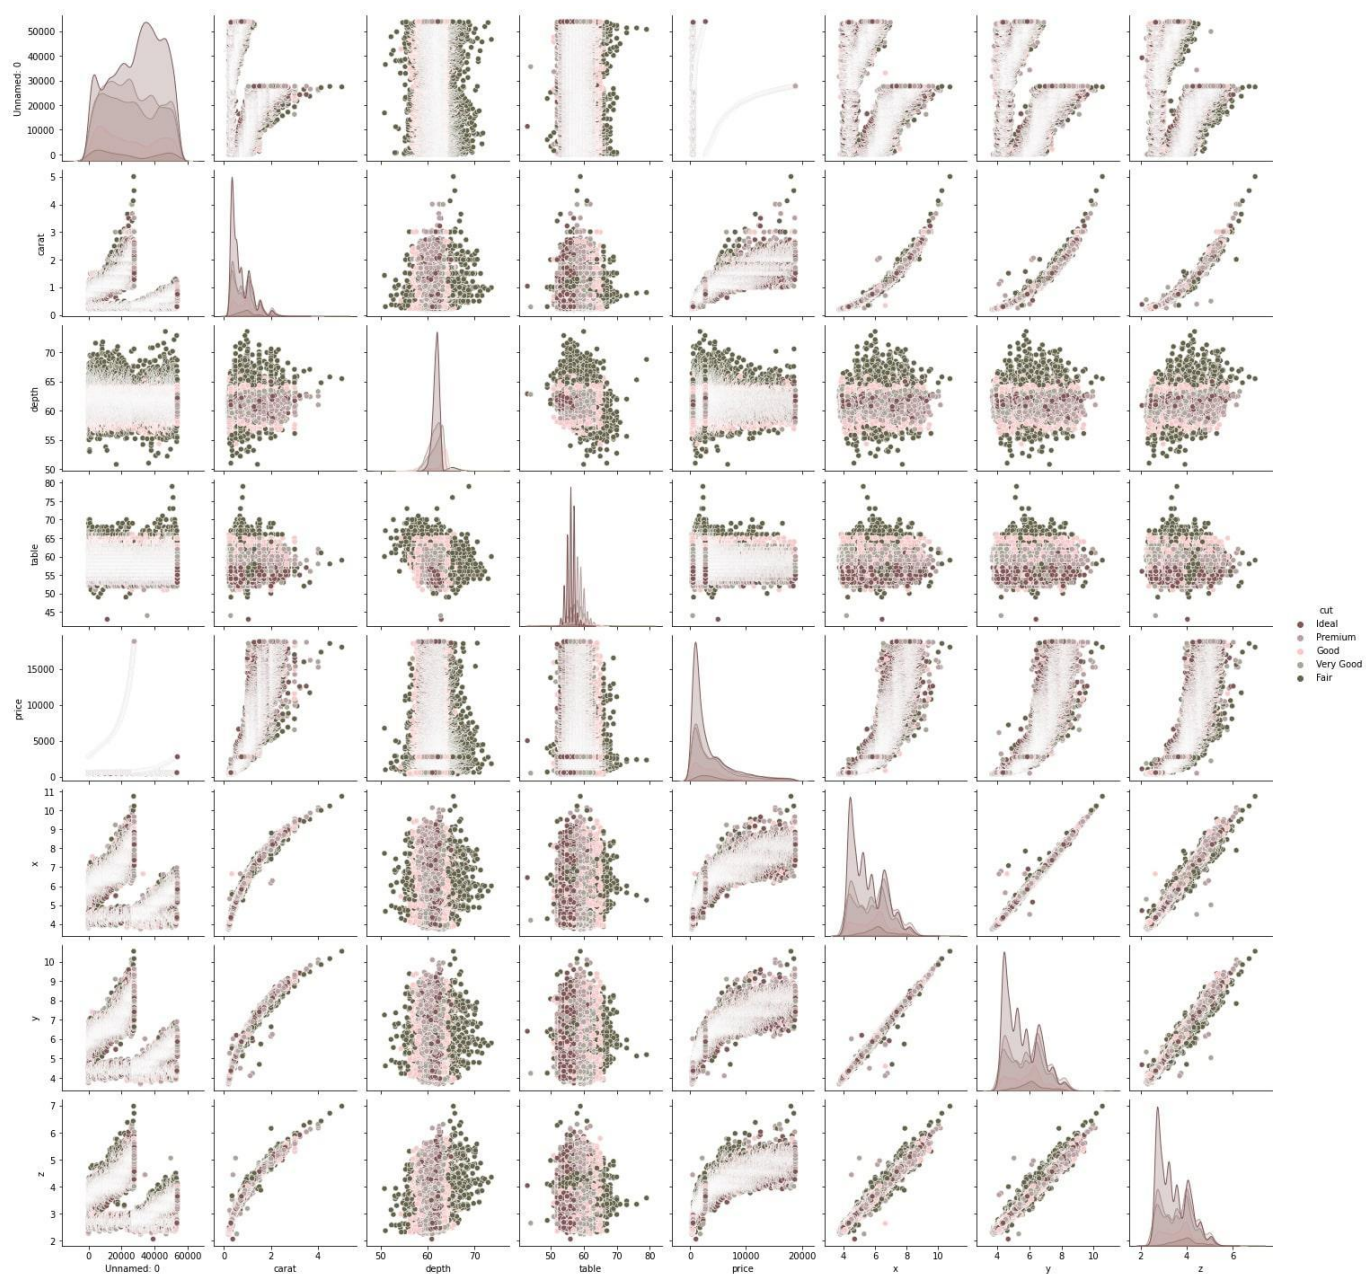 50000
40000
30000
20000
10000
0
Unnamed: 0
5
4
3
2
1
0
carat
70
65
60
55
50
depth
80
75
70
65
60
55
50
45
table
15000
10000
5000
0
price
11
10
9
8
7
6
5
4
x
10
9
8
7
6
5
4
y
7
6
5
4
3
2
z
0 20000 40000 60000
Unnamed: 0
0 2 4
carat
50 60 70
depth
50 60 70 80
table
0 10000 20000
price
4 6 8 10
x
4 6 8 10
y
2 4 6
z
cut
Ideal
Premium
Good
Very Good
Fair